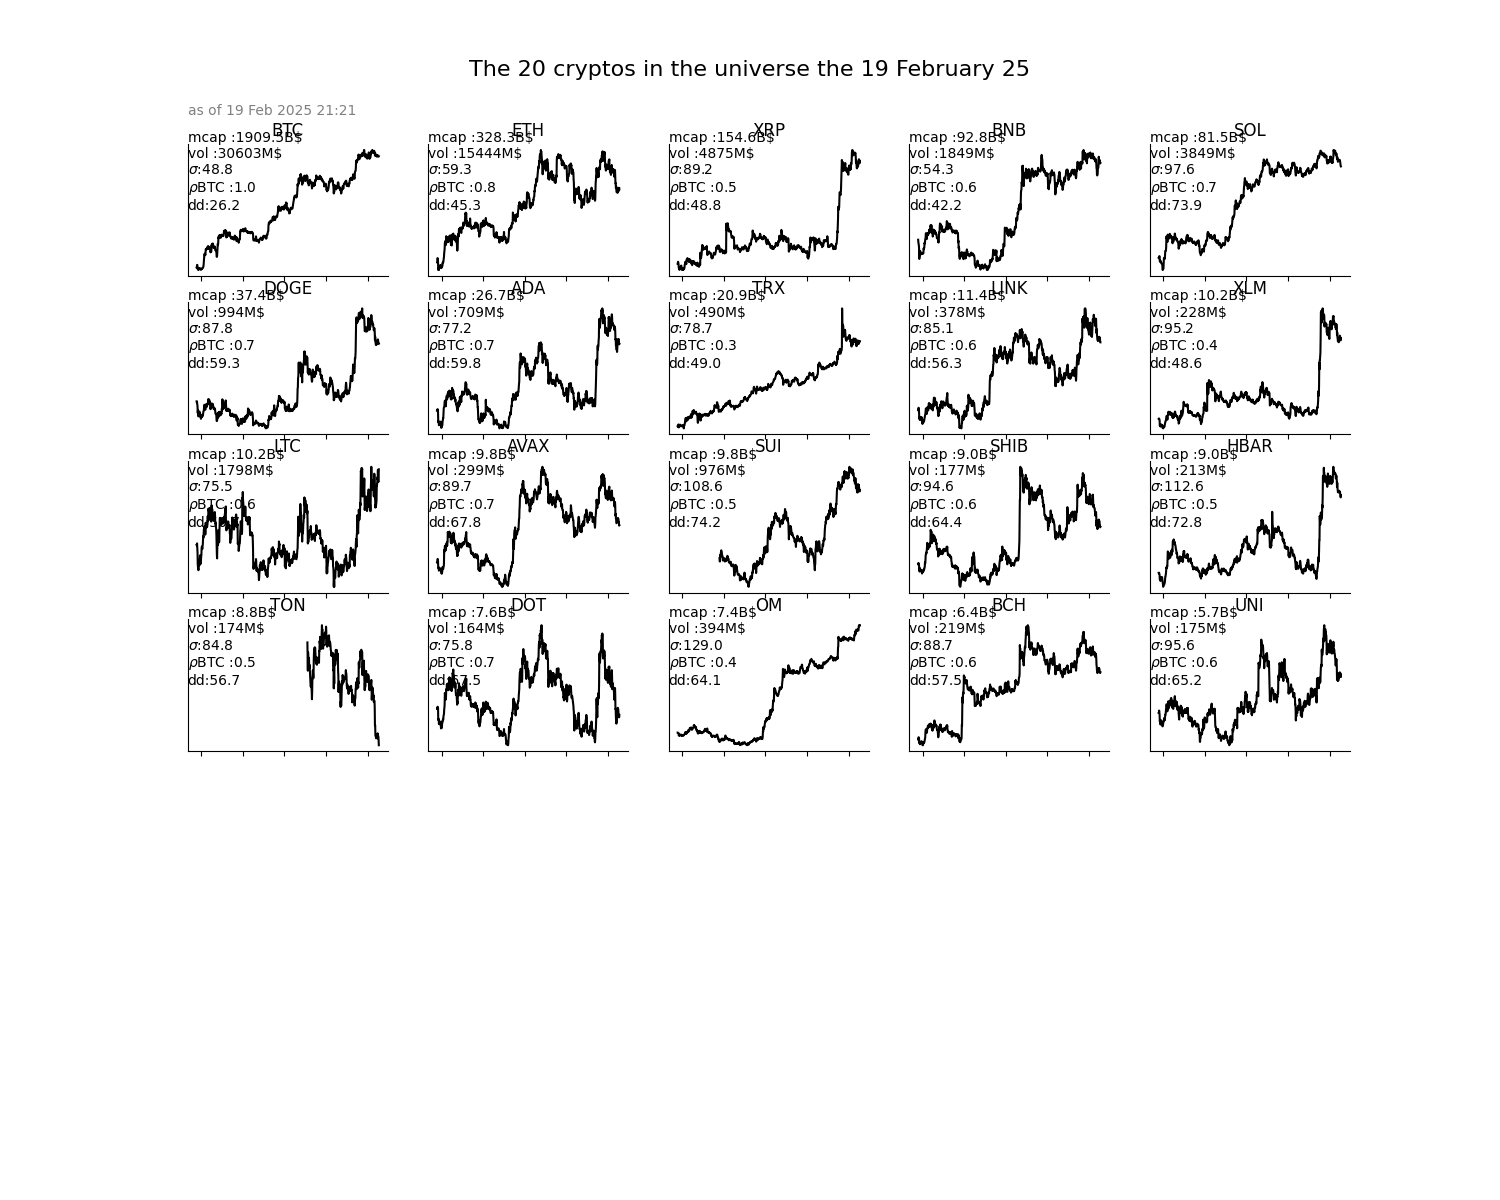 The 20 cryptos in the universe the 19 February 25
as of 19 Feb 2025 21:21
BTC
mcap :1909.5B$
vol :30603M$
σ:48.8
ρBTC :1.0
dd:26.2
ETH
mcap :328.3B$
vol :15444M$
σ:59.3
ρBTC :0.8
dd:45.3
XRP
mcap :154.6B$
vol :4875M$
σ:89.2
ρBTC :0.5
dd:48.8
BNB
mcap :92.8B$
vol :1849M$
σ:54.3
ρBTC :0.6
dd:42.2
SOL
mcap :81.5B$
vol :3849M$
σ:97.6
ρBTC :0.7
dd:73.9
DOGE
mcap :37.4B$
vol :994M$
σ:87.8
ρBTC :0.7
dd:59.3
ADA
mcap :26.7B$
vol :709M$
σ:77.2
ρBTC :0.7
dd:59.8
TRX
mcap :20.9B$
vol :490M$
σ:78.7
ρBTC :0.3
dd:49.0
LINK
mcap :11.4B$
vol :378M$
σ:85.1
ρBTC :0.6
dd:56.3
XLM
mcap :10.2B$
vol :228M$
σ:95.2
ρBTC :0.4
dd:48.6
LTC
mcap :10.2B$
vol :1798M$
σ:75.5
ρBTC :0.6
AVAX
mcap :9.8B$
vol :299M$
σ:89.7
ρBTC :0.7
dd:67.8
SUI
mcap :9.8B$
vol :976M$
σ:108.6
ρBTC :0.5
dd:74.2
SHIB
mcap :9.0B$
vol :177M$
σ:94.6
ρBTC :0.6
dd:64.4
HBAR
mcap :9.0B$
vol :213M$
σ:112.6
ρBTC :0.5
dd:72.8
TON
mcap :8.8B$
vol :174M$
σ:84.8
ρBTC :0.5
dd:56.7
DOT
mcap :7.6B$
vol :164M$
σ:75.8
ρBTC :0.7
dd:67.5
OM
mcap :7.4B$
vol :394M$
σ:129.0
ρBTC :0.4
dd:64.1
BCH
mcap :6.4B$
vol :219M$
σ:88.7
ρBTC :0.6
dd:57.5
UNI
mcap :5.7B$
vol :175M$
σ:95.6
ρBTC :0.6
dd:65.2